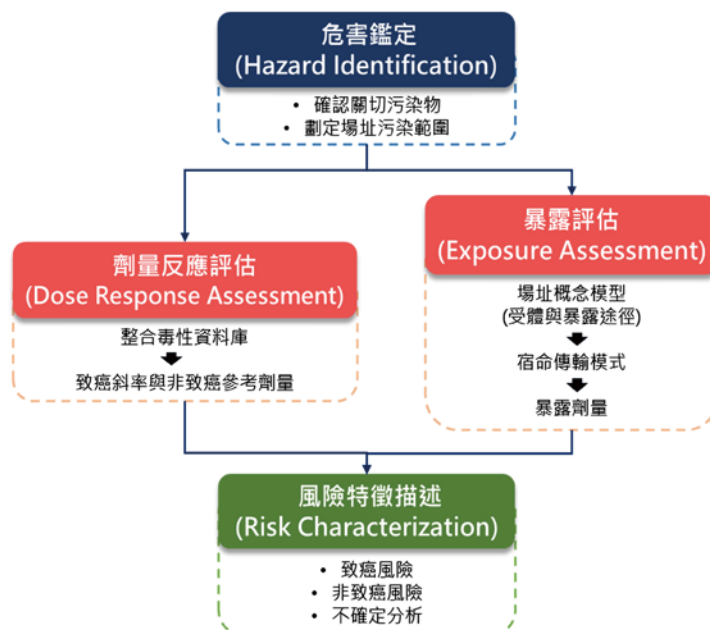 危害鑑定
(Hazard Identification)
• 確認關切污染物
• 劃定場址污染範圍
劑量反應評估
(Dose Response Assessment)
整合毒性資料庫
致癌斜率與非致癌參考劑量
暴露評估
(Exposure Assessment)
場址概念模型
(受體與暴露途徑)
宿命傳輸模式
暴露劑量
風險特徵描述
(Risk Characterization)
• 致癌風險
• 非致癌風險
• 不確定分析